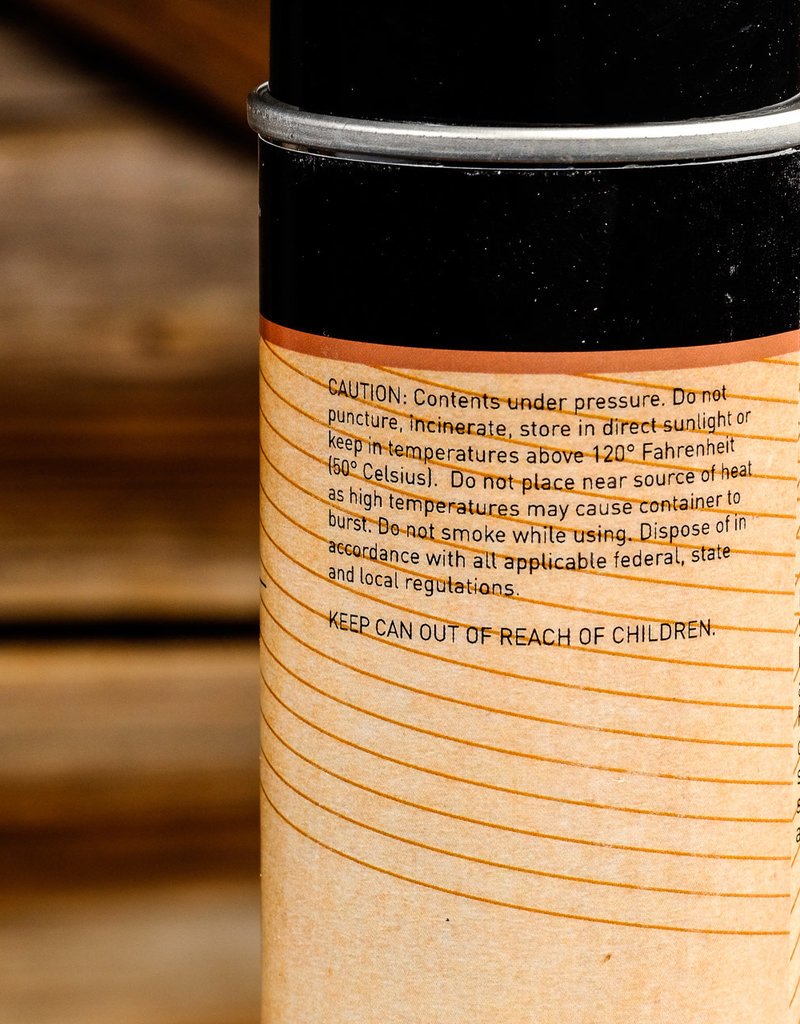 CAUTION: Contents under pressure. Do not
puncture, incinerate, store in direct sunlight or
keep in temperatures above 120° Fahrenheit
(50° Celsius).  Do not place near source of heat
as high temperatures may cause container to
burst. Do not smoke while using. Dispose of in
accordance with all applicable federal, state
and local regulations.
KEEP CAN OUT OF REACH OF CHILDREN.